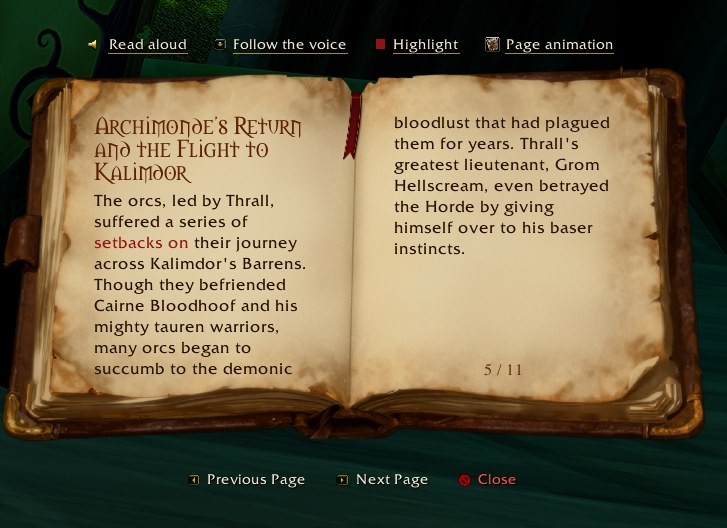 Read aloud Follow the voice Highlight Page animation
Archimonde's Return
and the Flight to
Kalimdor
The orcs, led by Thrall,
suffered a series of
setbacks on their journey
across Kalimdor's Barrens.
Though they befriended
Cairne Bloodhoof and his
mighty tauren warriors,
many orcs began to
succumb to the demonic
bloodlust that had plagued
them for years. Thrall's
greatest lieutenant, Grom
Hellscream, even betrayed
the Horde by giving
himself over to his baser
instincts.
5 / 11
Previous Page Next Page Close